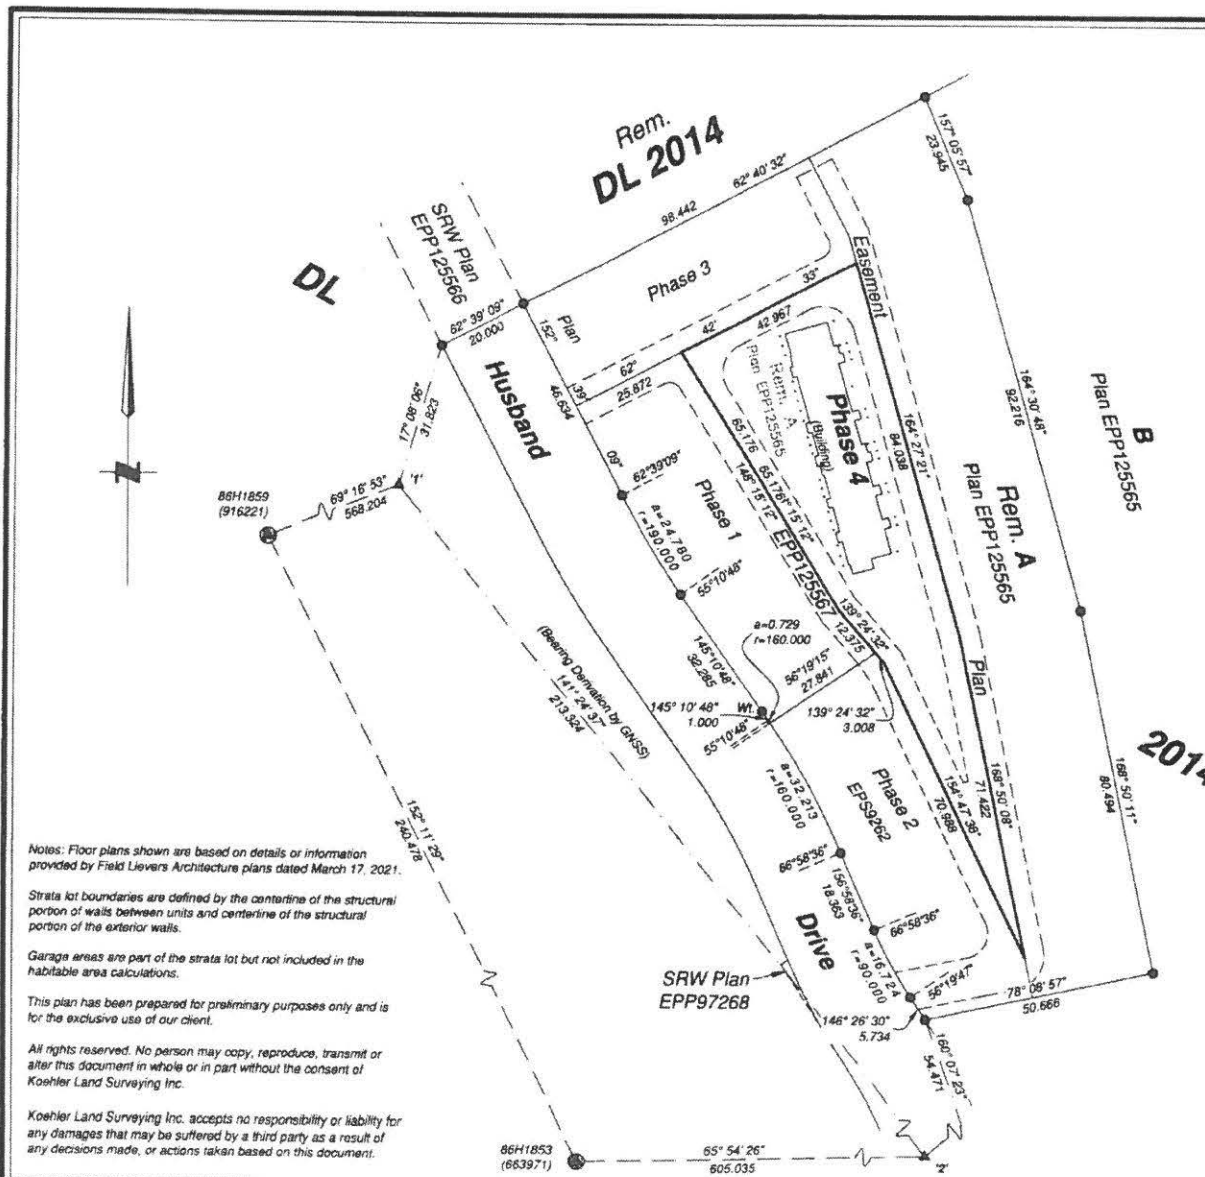 Rem.
DL 2014
62° 40' 32"
98.442
157° 05' 57"
23.945
SRW Plan
EPP125566
DL
62° 39' 09"
20.000
152°
Plan
Phase 3
33"
Easement
42'
42.967
62°
25.872
39'
46.634
09"
Husband
17° 08' 06"
31.823
'1'
86H1859
(916221)
69° 16' 53"
568.204
Rem. A
Plan EPP125565
Phase 4
(Building)
164° 27' 21"
84.038
164° 30' 48"
92.216
B
Plan EPP125565
Rem. A
Plan EPP125565
Plan
62°39'09"
Phase 1
65.176
148° 15' 12"
65.176
EPP125567
a=24.780
r=190.000
55°10'48"
145°10'48"
32.285
a=0.729
r=160.000
139° 24' 32"
12.375
56°19'15"
27.841
145° 10' 48"
1.000
Wt.
55°10'48"
139° 24' 32"
3.008
(Bearing Derivation by GNSS)
141° 24' 37"
213.324
2014
168° 50' 11"
80.494
168° 50' 08"
71.422
154° 47' 38"
70.988
Phase 2
EPS9262
a=32.213
r=160.000
66°58'36"
156°58'36"
18.363
66°58'36"
Drive
a=16.724
r=90.000
56°19'47"
SRW Plan
EPP97268
78° 08' 57"
50.666
146° 26' 30"
5.734
160° 07' 23"
54.471
152° 11' 29"
240.478
Notes: Floor plans shown are based on details or information
provided by Field Lievers Architecture plans dated March 17, 2021.
Strata lot boundaries are defined by the centerline of the structural
portion of walls between units and centerline of the structural
portion of the exterior walls.
Garage areas are part of the strata lot but not included in the
habitable area calculations.
This plan has been prepared for preliminary purposes only and is
for the exclusive use of our client.
All rights reserved. No person may copy, reproduce, transmit or
alter this document in whole or in part without the consent of
Koehler Land Surveying Inc.
Koehler Land Surveying Inc. accepts no responsibility or liability for
any damages that may be suffered by a third party as a result of
any decisions made, or actions taken based on this document.
86H1853
(663971)
65° 54' 26"
605.035
'2'
N